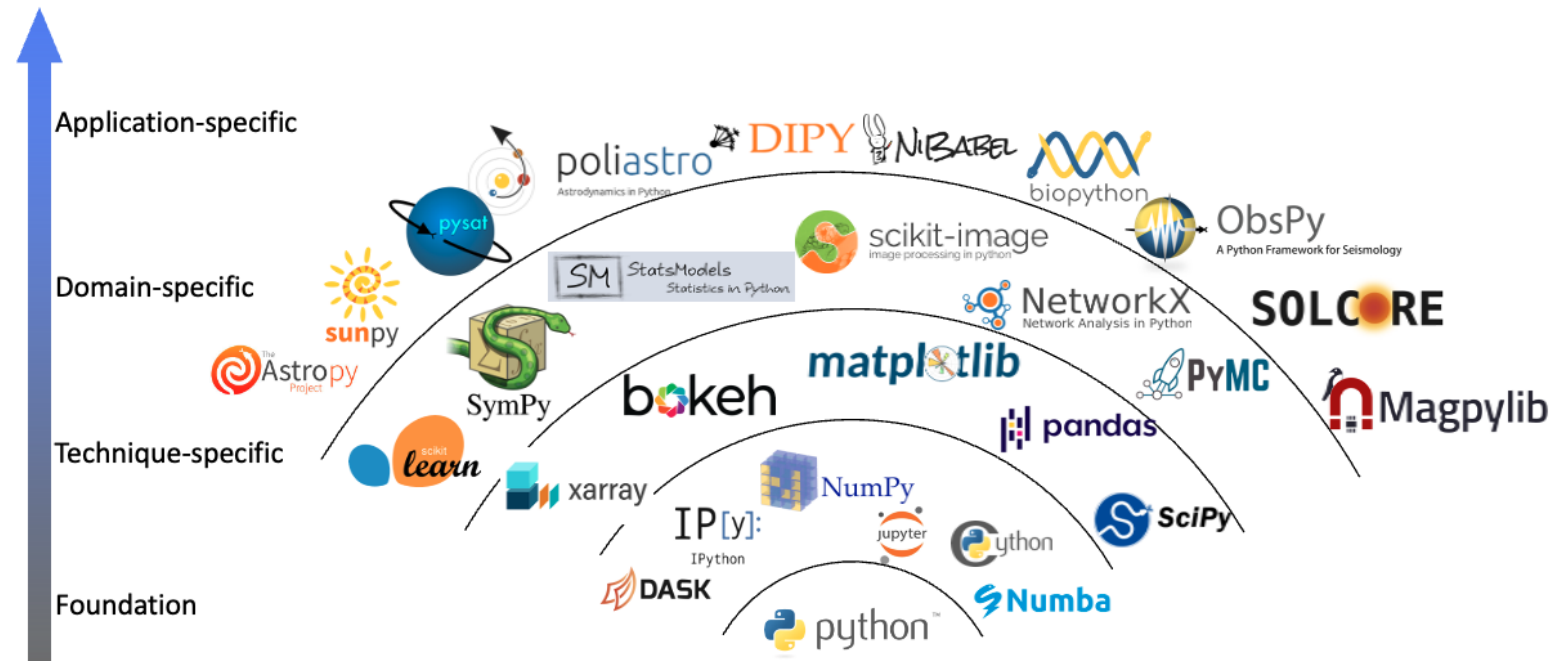 Application-specific
poliastro
Astrodynamics in Python
DIPY
NiBABEL
biopython
pysat
ObsPy
A Python Framework for Seismology
scikit-image
image processing in python
SM
StatsModels
Statistics in Python
Domain-specific
sunpy
NetworkX
Network Analysis in Python
SOLCORE
The
Astropy
Project
SymPy
bokeh
matplotlib
PyMC
Magpylib
pandas
Technique-specific
scikit
learn
xarray
NumPy
SciPy
IP[y]:
IPython
jupyter
Cython
DASK
Numba
Foundation
python™